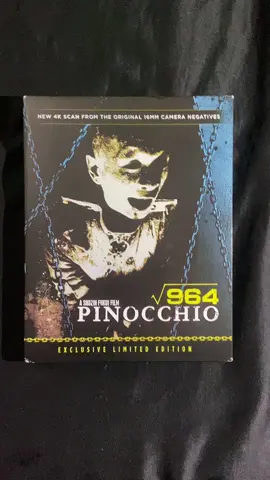 NEW 4K SCAN FROM THE ORIGINAL 16MM CAMERA NEGATIVES
√964
A SHOZIN FUKUI FILM
PINOCCHIO
EXCLUSIVE LIMITED EDITION